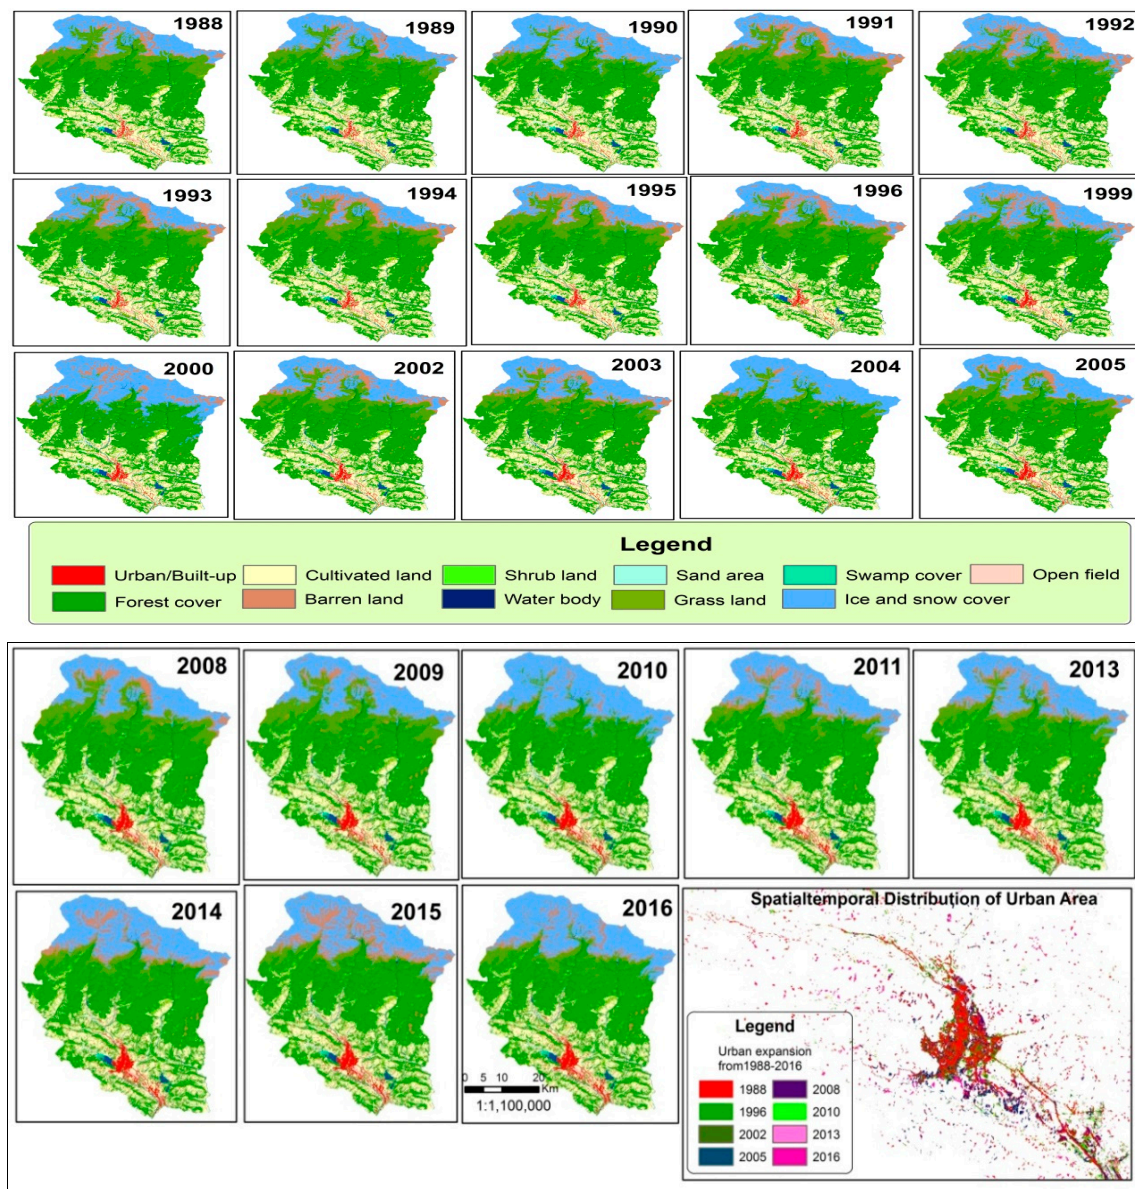 1988
1989
1990
1991
1992
1993
1994
1995
1996
1999
2000
2002
2003
2004
2005
Legend
Urban/Built-up
Cultivated land
Shrub land
Sand area
Swamp cover
Open field
Forest cover
Barren land
Water body
Grass land
Ice and snow cover
2008
2009
2010
2011
2013
2014
2015
2016
0 5 10 20
Km
1:1,100,000
Spatialtemporal Distribution of Urban Area
Legend
Urban expansion
from1988-2016
1988
2008
1996
2010
2002
2013
2005
2016